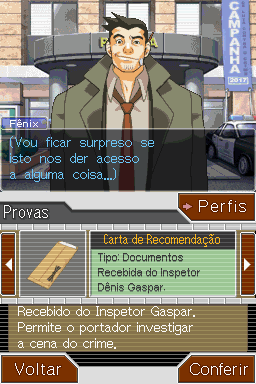 CAMPANHA
2017
Fênix
(Vou ficar surpreso se
isto nos der acesso
a alguma coisa...)
Provas
Perfis
Carta de Recomendação
Tipo: Documentos
Recebida do Inspetor
Dênis Gaspar.
Recebido do Inspetor Gaspar.
Permite o portador investigar
a cena do crime.
Voltar
Conferir